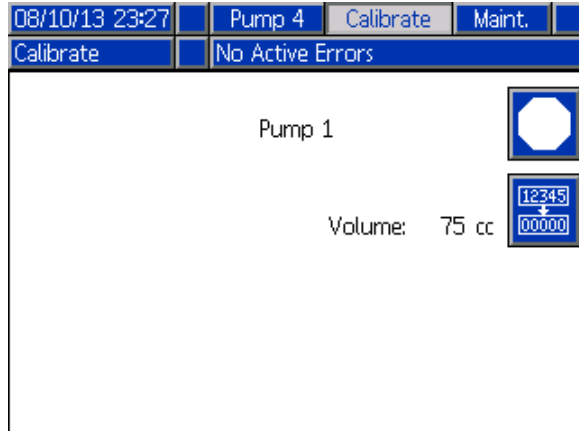 08/10/13 23:27 Pump 4 Calibrate Maint.
Calibrate No Active Errors
Pump 1
12345
Volume: 75 cc
00000